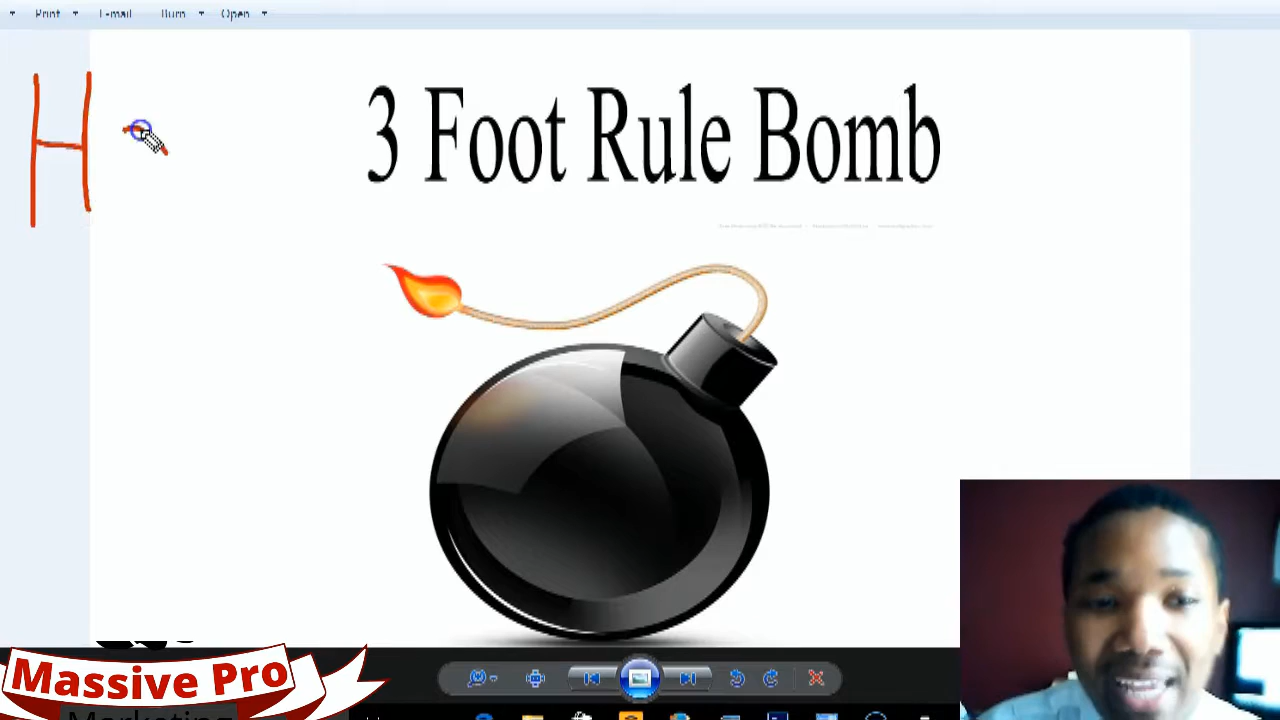 Print E-mail Burn Open
H
3 Foot Rule Bomb
Massive Pro
Marketing